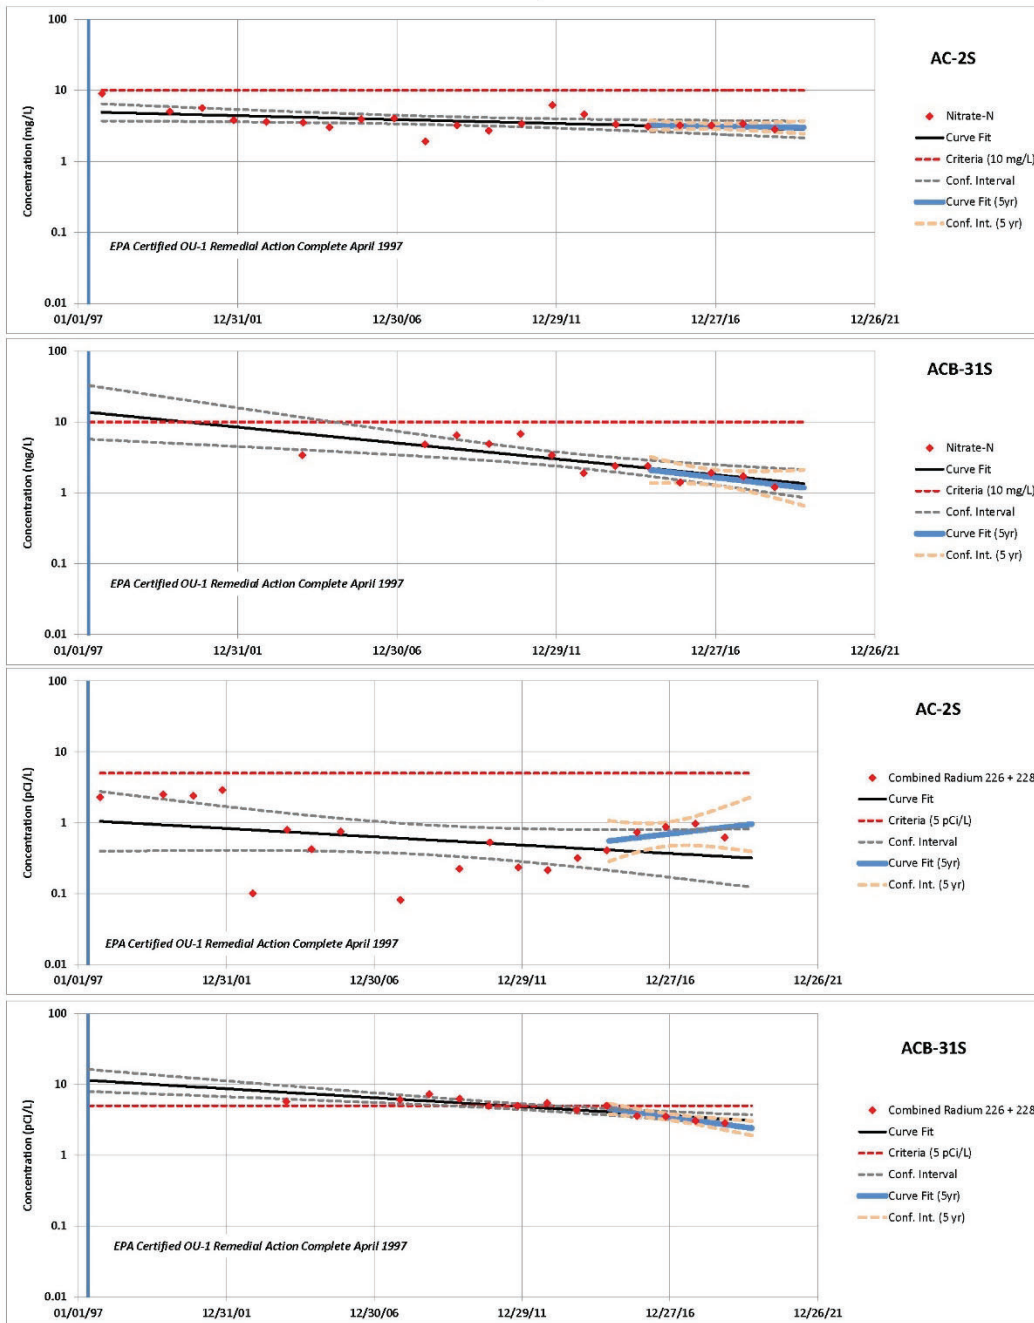 100
10
1
0.1
0.01
Concentration (mg/L)
EPA Certified OU-1 Remedial Action Complete April 1997
01/01/97 12/31/01 12/30/06 12/29/11 12/27/16 12/26/21
AC-2S
Nitrate-N
Curve Fit
Criteria (10 mg/L)
Conf. Interval
Curve Fit (5yr)
Conf. Int. (5 yr)
100
10
1
0.1
0.01
Concentration (mg/L)
EPA Certified OU-1 Remedial Action Complete April 1997
01/01/97 12/31/01 12/30/06 12/29/11 12/27/16 12/26/21
ACB-31S
Nitrate-N
Curve Fit
Criteria (10 mg/L)
Conf. Interval
Curve Fit (5yr)
Conf. Int. (5 yr)
100
10
1
0.1
0.01
Concentration (pCi/L)
EPA Certified OU-1 Remedial Action Complete April 1997
01/01/97 12/31/01 12/30/06 12/29/11 12/27/16 12/26/21
AC-2S
Combined Radium 226 + 228
Curve Fit
Criteria (5 pCi/L)
Conf. Interval
Curve Fit (5yr)
Conf. Int. (5 yr)
100
10
1
0.1
0.01
Concentration (pCi/L)
EPA Certified OU-1 Remedial Action Complete April 1997
01/01/97 12/31/01 12/30/06 12/29/11 12/27/16 12/26/21
ACB-31S
Combined Radium 226 + 228
Curve Fit
Criteria (5 pCi/L)
Conf. Interval
Curve Fit (5yr)
Conf. Int. (5 yr)